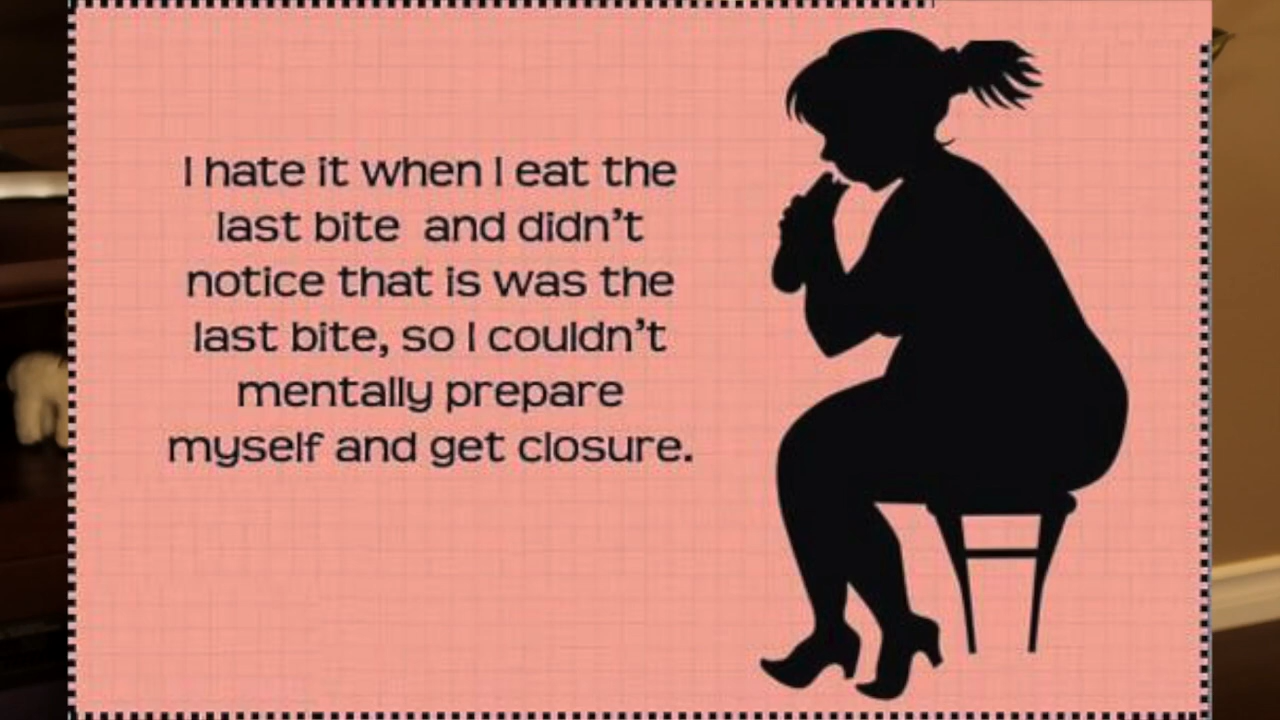 I hate it when I eat the
last bite and didn't
notice that is was the
last bite, so I couldn't
mentally prepare
myself and get closure.